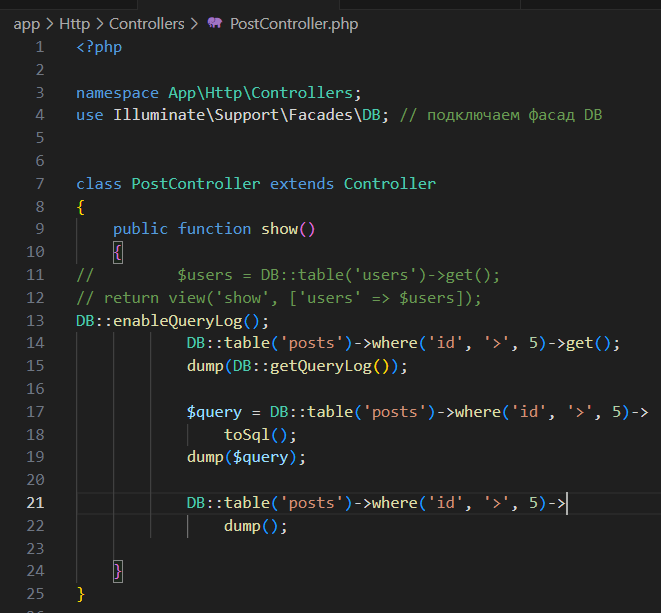 app > Http > Controllers > PostController.php
1 <?php
2
3 namespace App\Http\Controllers;
4 use Illuminate\Support\Facades\DB; // подключаем фасад DB
5
6
7 class PostController extends Controller
8 {
9 public function show()
10 {
11 // $users = DB::table('users')->get();
12 // return view('show', ['users' => $users]);
13 DB::enableQueryLog();
14 DB::table('posts')->where('id', '>', 5)->get();
15 dump(DB::getQueryLog());
16
17 $query = DB::table('posts')->where('id', '>', 5)->
18 toSql();
19 dump($query);
20
21 DB::table('posts')->where('id', '>', 5)->
22 dump();
23
24 }
25 }